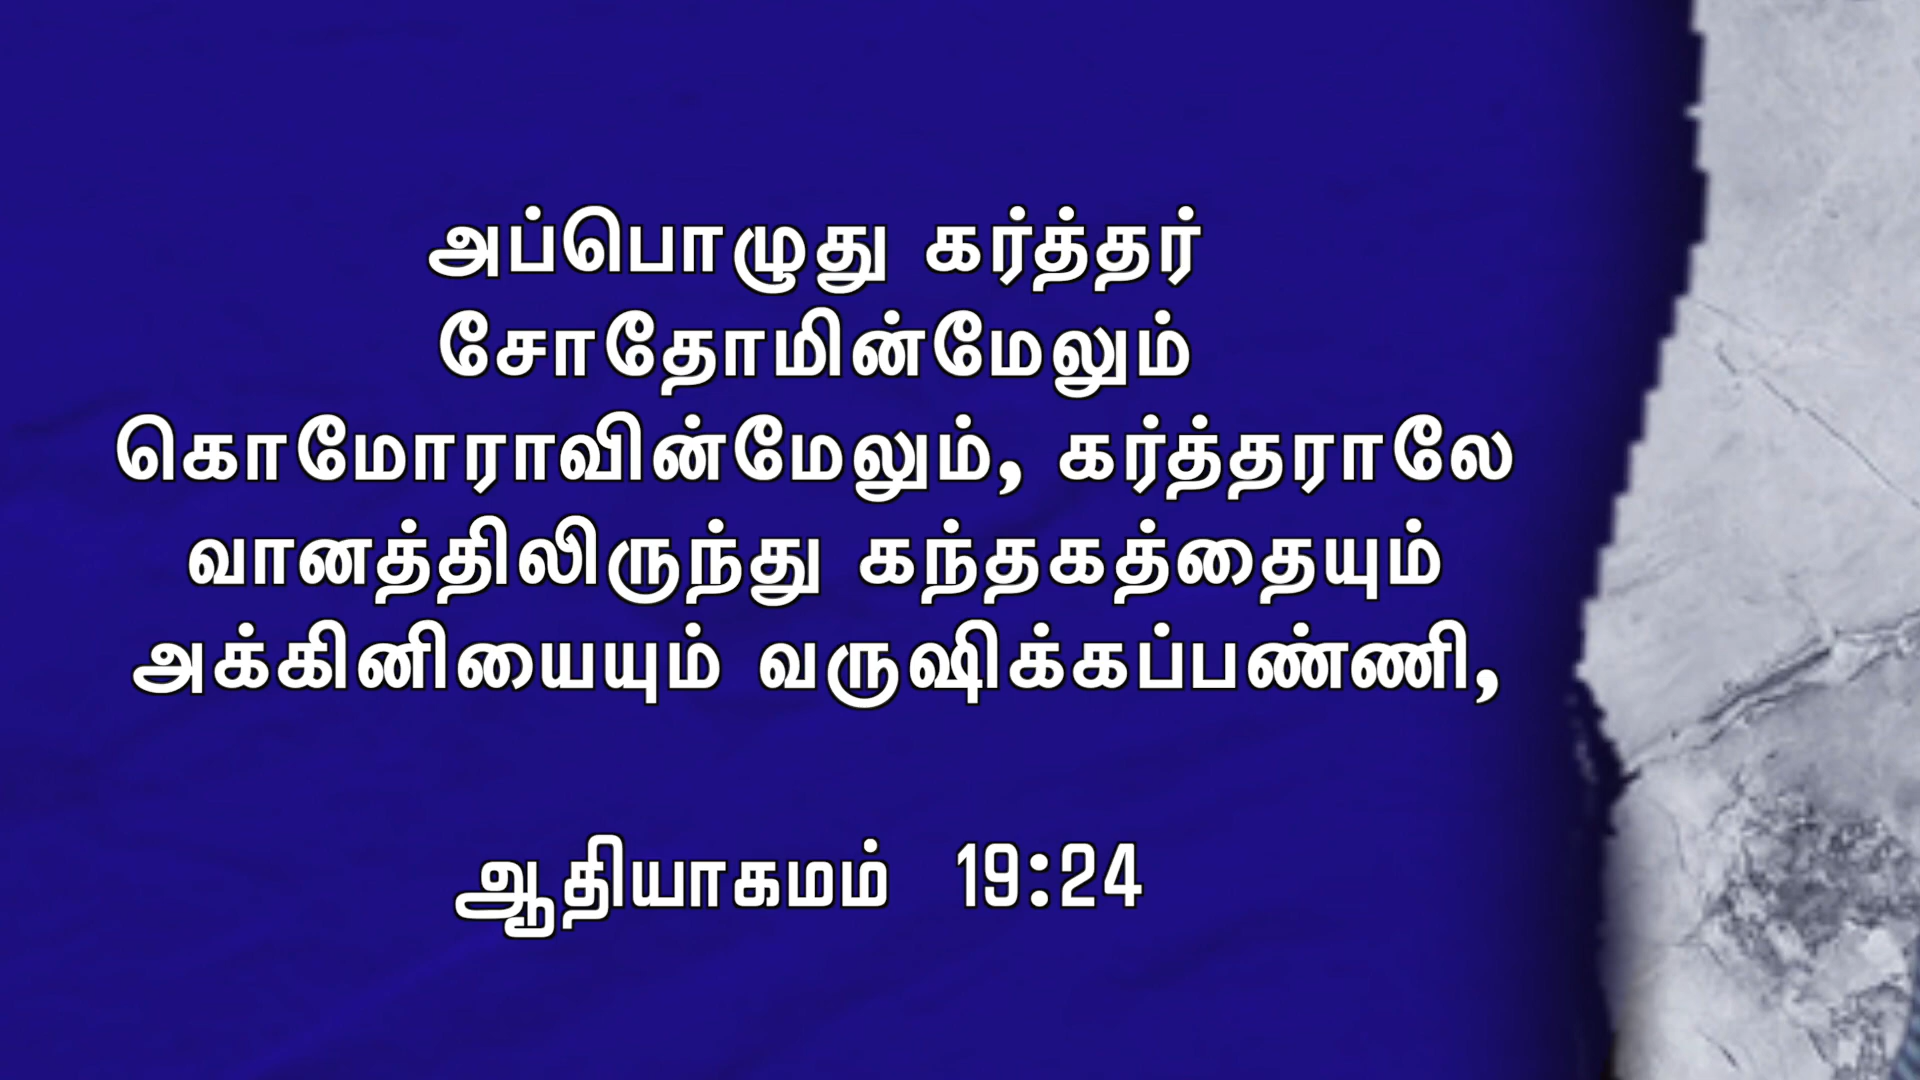 அப்பொழுது கர்த்தர்
சோதோமின்மேலும்
கொமோராவின்மேலும், கர்த்தராலே
வானத்திலிருந்து கந்தகத்தையும்
அக்கினியையும் வருஷிக்கப்பண்ணி,
ஆதியாகமம் 19:24